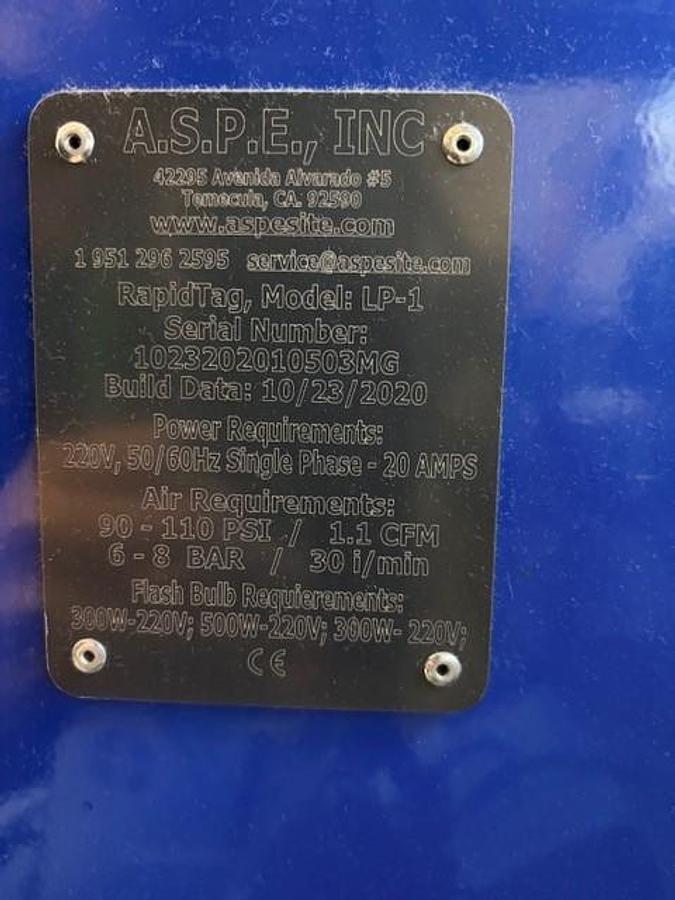 A.S.P.E., INC
42295 Avenida Alvarado #5
Temecula, CA. 92590
www.aspesite.com
1 951 296 2595 service@aspesite.com
RapidTag, Model: LP-1
Serial Number:
1023202010503MG
Build Data: 10/23/2020
Power Requirements:
220V, 50/60Hz Single Phase - 20 AMPS
Air Requirements:
90 - 110 PSI / 1.1 CFM
6 - 8 BAR / 30 i/min
Flash Bulb Requierements:
300W-220V; 500W-220V; 300W- 220V;
CE